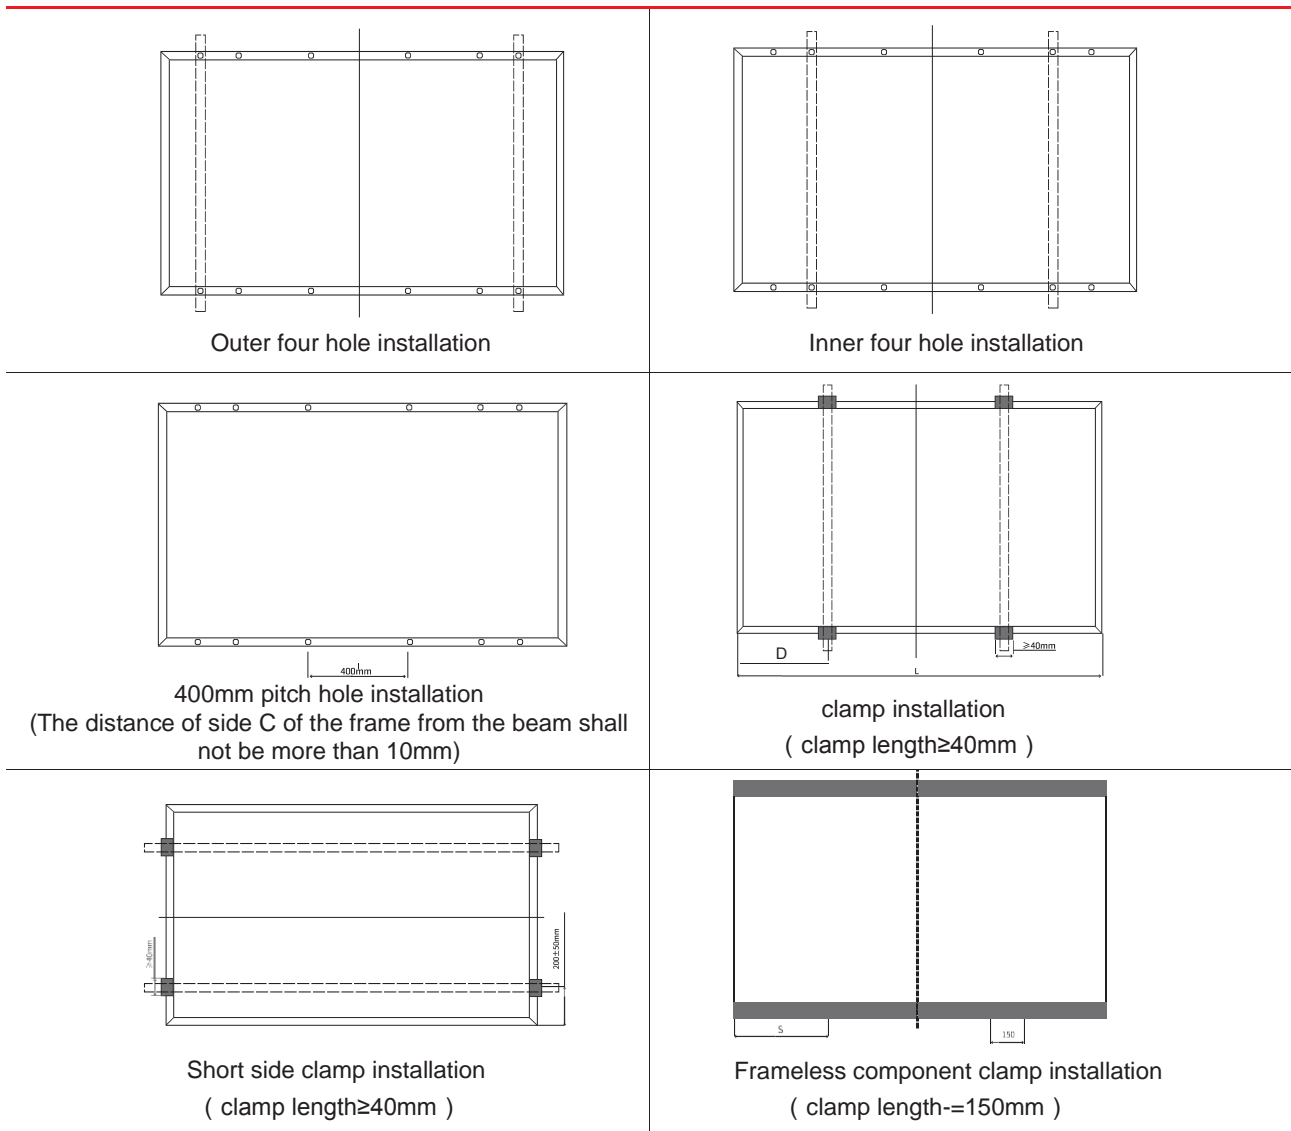 Outer four hole installation
Inner four hole installation
400mm
400mm pitch hole installation
(The distance of side C of the frame from the beam shall
not be more than 10mm)
D
≥40mm
L
clamp installation
( clamp length≥40mm )
≥40mm
200±50mm
Short side clamp installation
( clamp length≥40mm )
S
150
Frameless component clamp installation
( clamp length-=150mm )